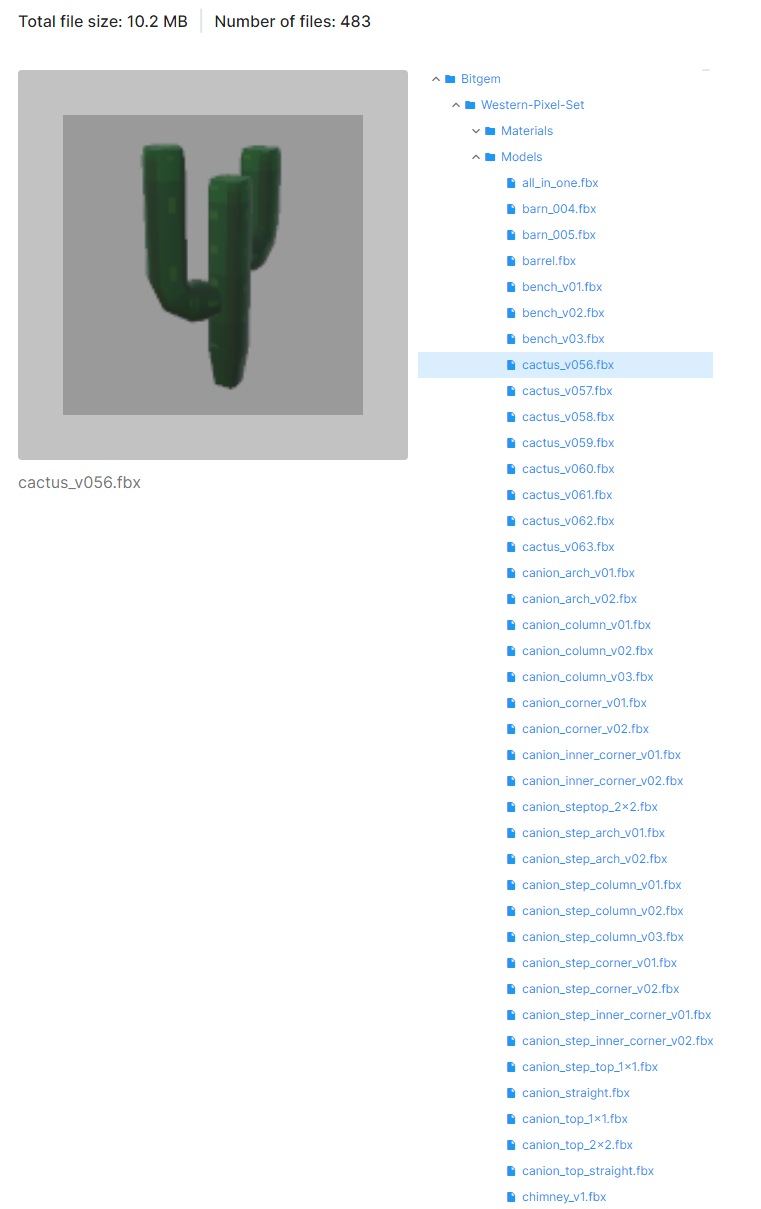 Total file size: 10.2 MB Number of files: 483
Bitgem
Western-Pixel-Set
Materials
Models
all_in_one.fbx
barn_004.fbx
barn_005.fbx
barrel.fbx
bench_v01.fbx
bench_v02.fbx
bench_v03.fbx
cactus_v056.fbx
cactus_v057.fbx
cactus_v058.fbx
cactus_v059.fbx
cactus_v060.fbx
cactus_v061.fbx
cactus_v062.fbx
cactus_v063.fbx
canion_arch_v01.fbx
canion_arch_v02.fbx
canion_column_v01.fbx
canion_column_v02.fbx
canion_column_v03.fbx
canion_corner_v01.fbx
canion_corner_v02.fbx
canion_inner_corner_v01.fbx
canion_inner_corner_v02.fbx
canion_steptop_2×2.fbx
canion_step_arch_v01.fbx
canion_step_arch_v02.fbx
canion_step_column_v01.fbx
canion_step_column_v02.fbx
canion_step_column_v03.fbx
canion_step_corner_v01.fbx
canion_step_corner_v02.fbx
canion_step_inner_corner_v01.fbx
canion_step_inner_corner_v02.fbx
canion_step_top_1×1.fbx
canion_straight.fbx
canion_top_1×1.fbx
canion_top_2×2.fbx
canion_top_straight.fbx
chimney_v1.fbx
cactus_v056.fbx